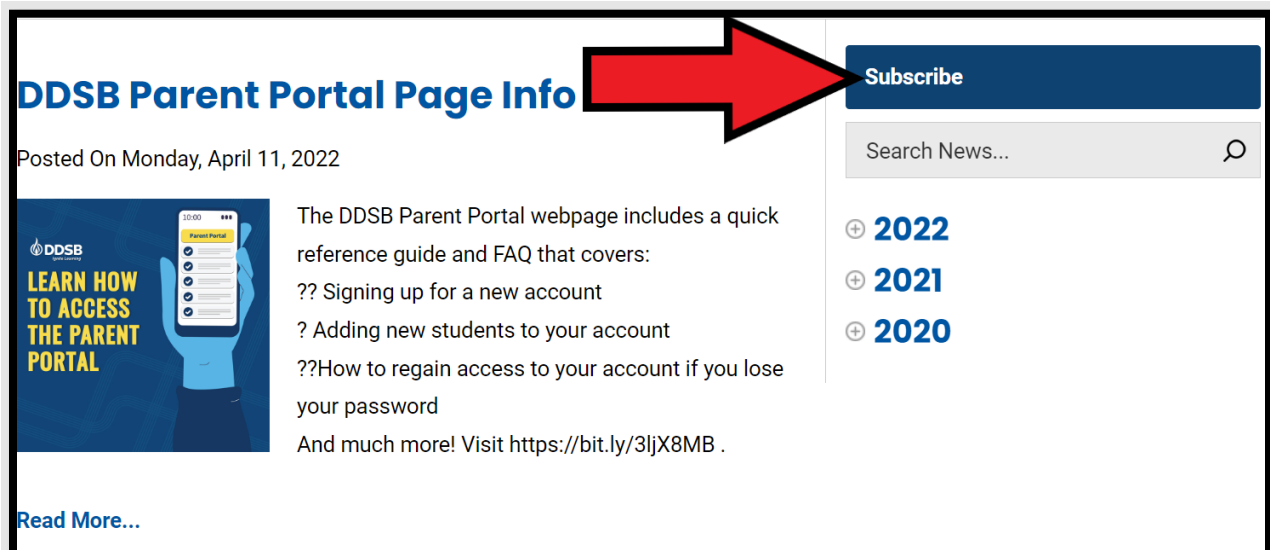 DDSB Parent Portal Page Info
Posted On Monday, April 11, 2022
10:00
Parent Portal
DDSB
Ignite Learning
LEARN HOW
TO ACCESS
THE PARENT
PORTAL
The DDSB Parent Portal webpage includes a quick
reference guide and FAQ that covers:
?? Signing up for a new account
? Adding new students to your account
??How to regain access to your account if you lose
your password
And much more! Visit https://bit.ly/3ljX8MB .
Read More...
Subscribe
Search News...
2022
2021
2020